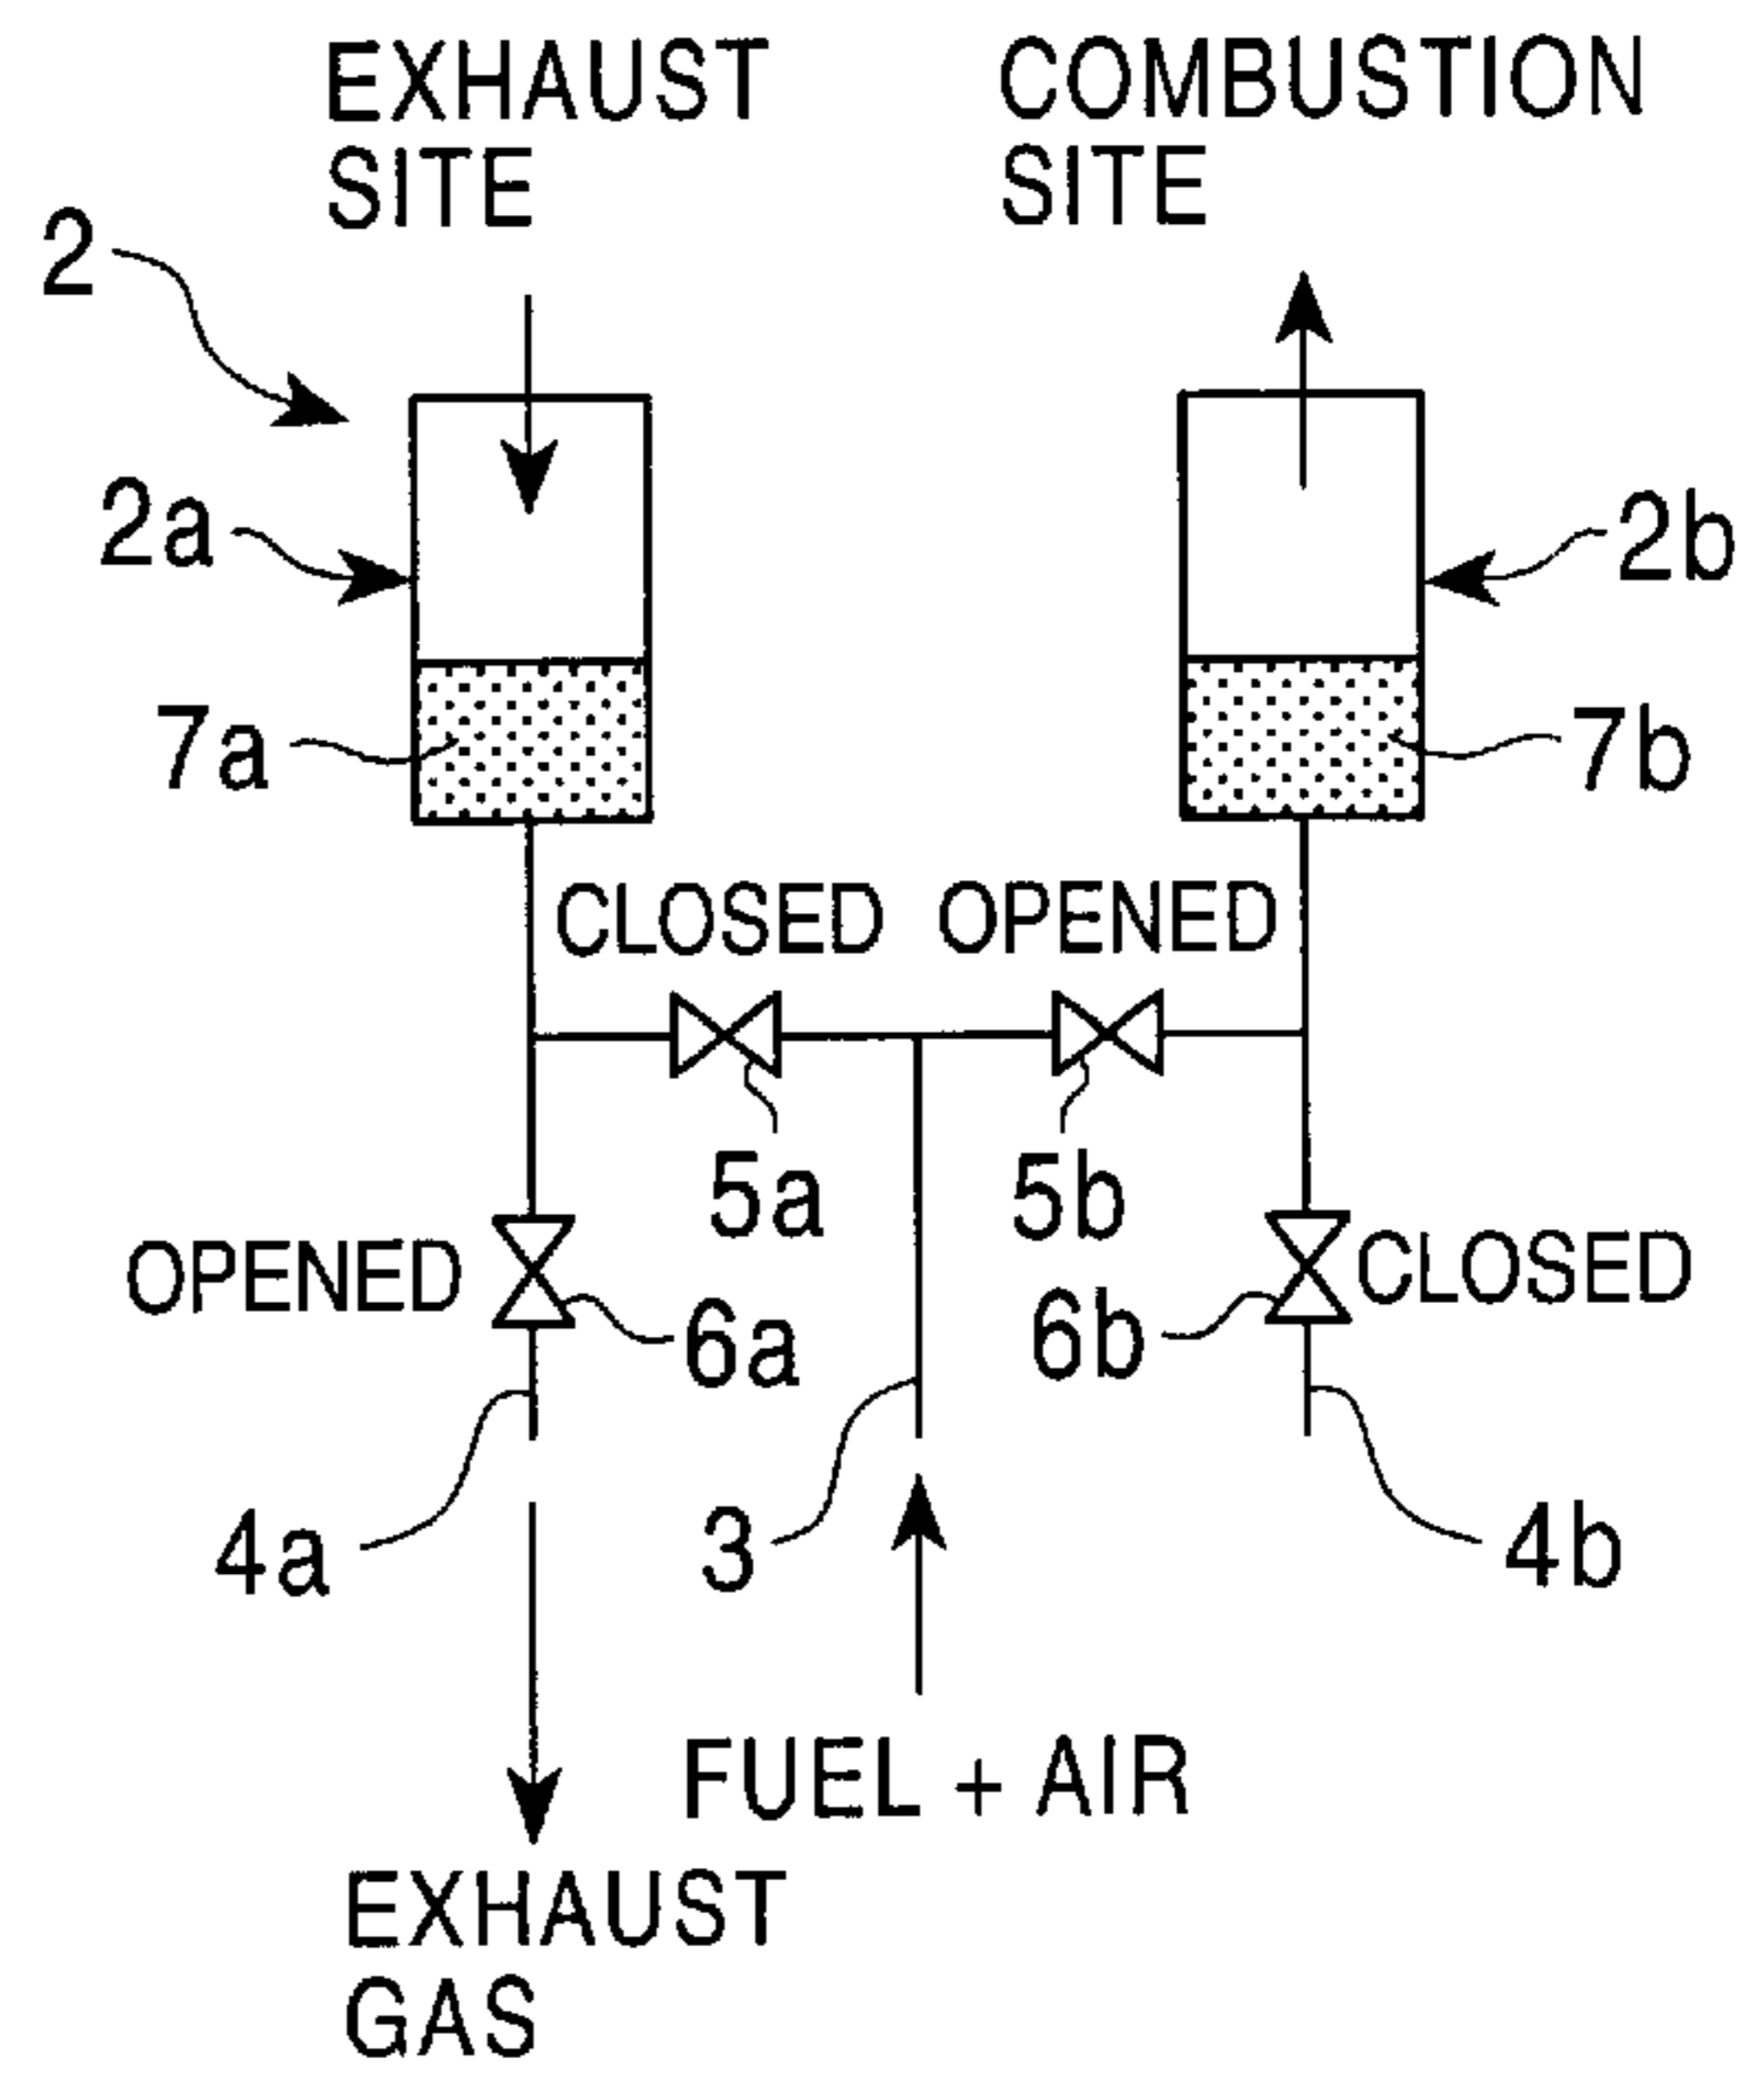 EXHAUST
SITE
COMBUSTION
SITE
2
2a
2b
7a
7b
CLOSED
OPENED
5a
5b
OPENED
CLOSED
6a
6b
4a
3
4b
FUEL + AIR
EXHAUST
GAS